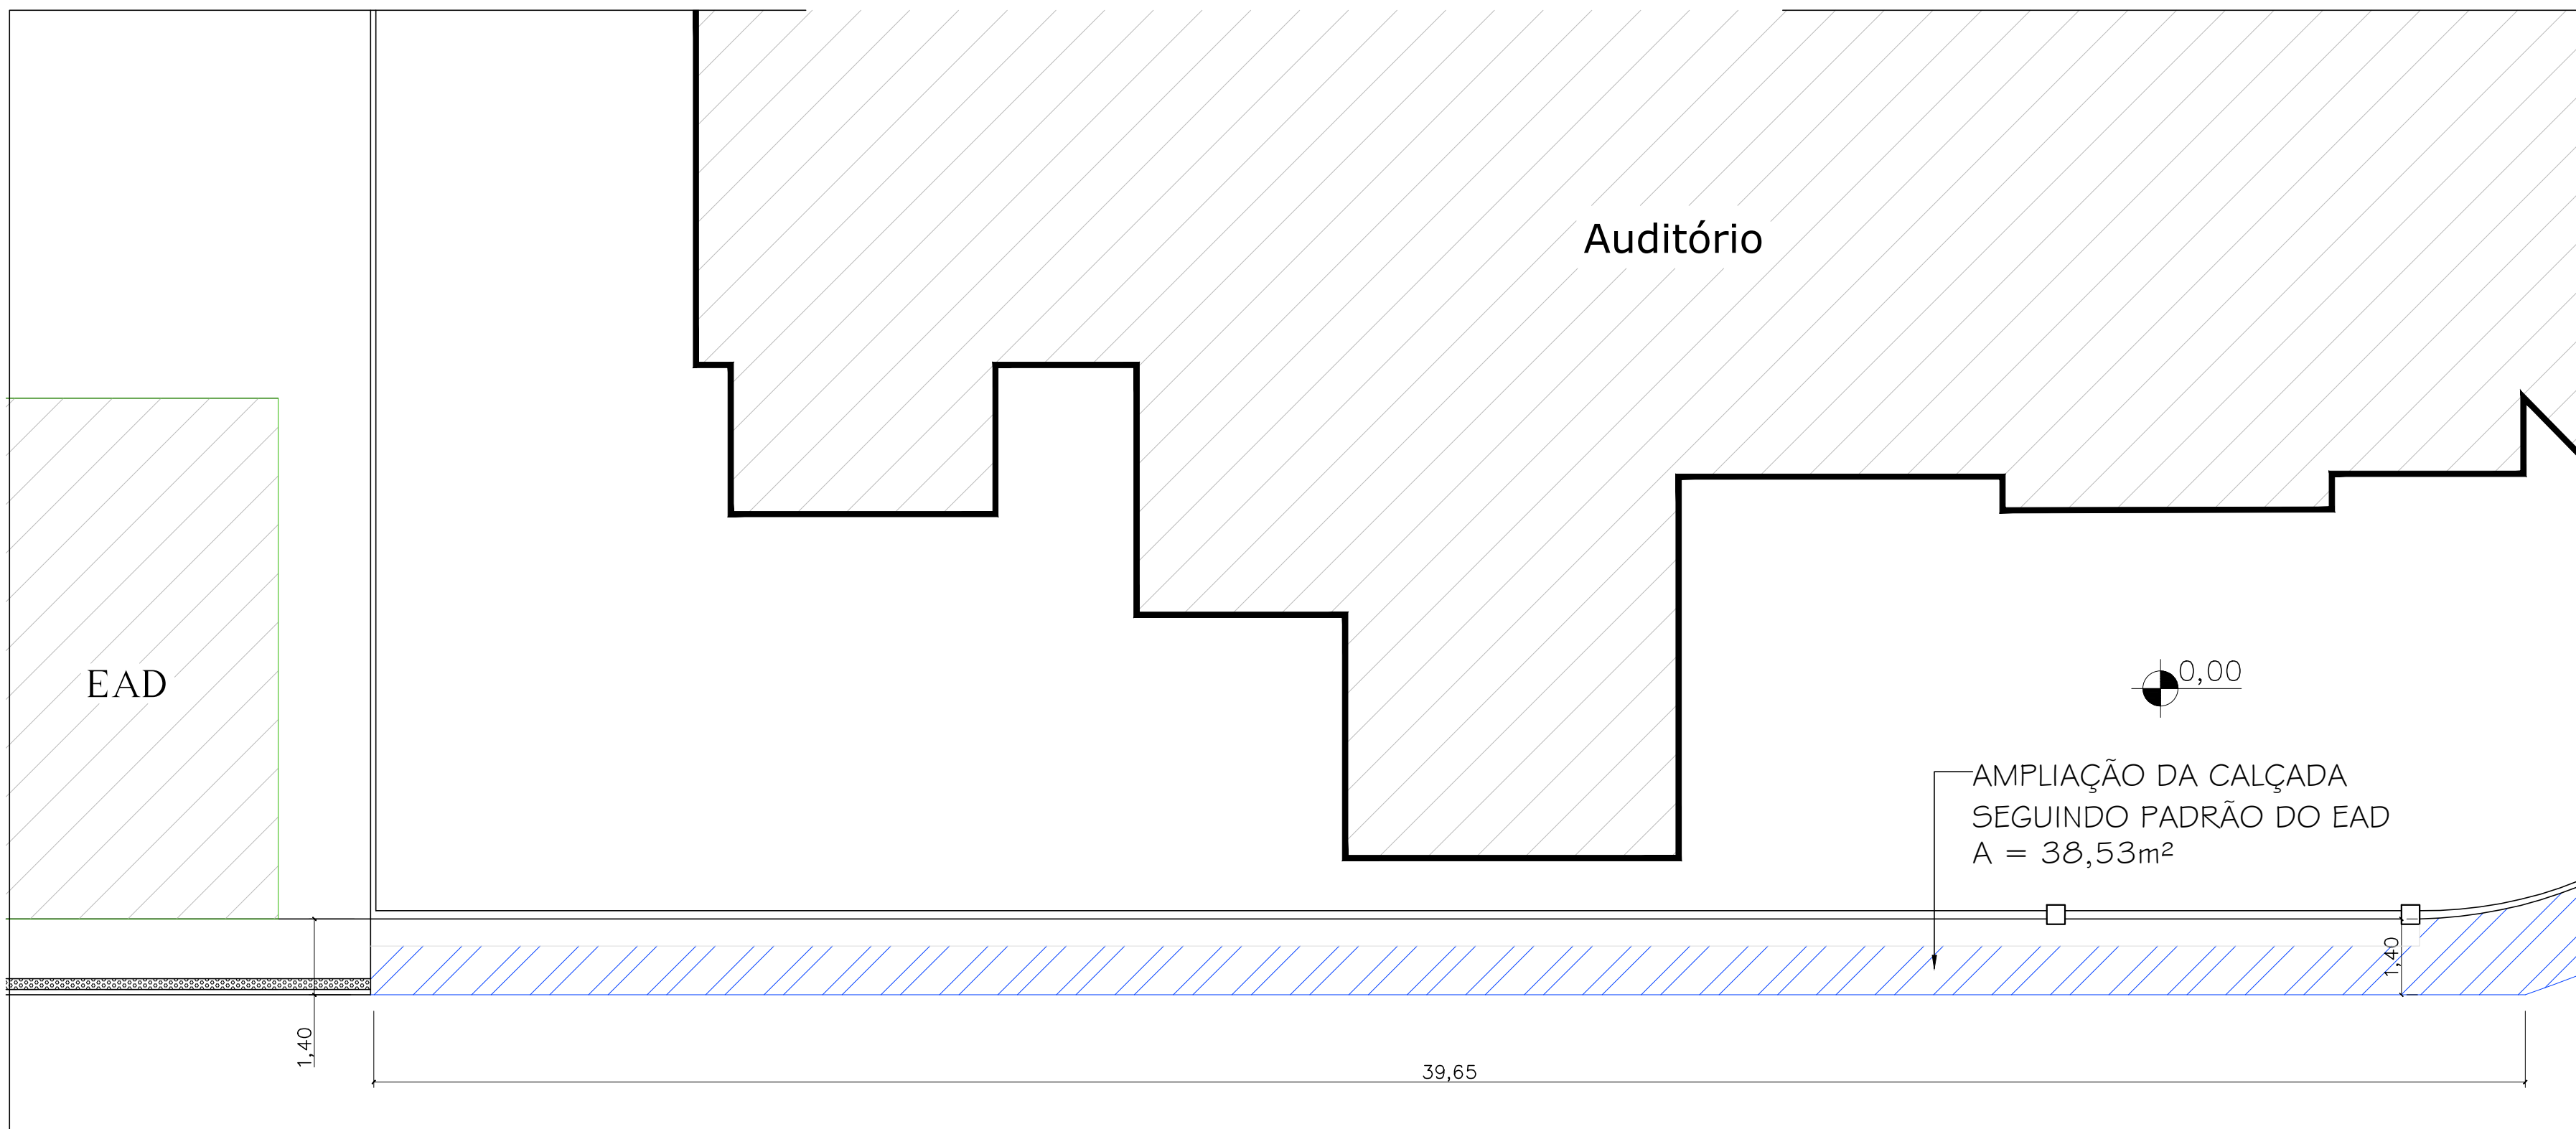 Auditório
EAD
0,00
AMPLIAÇÃO DA CALÇADA
SEGUINDO PADRÃO DO EAD
A = 38,53m²
1,40
1,40
39,65